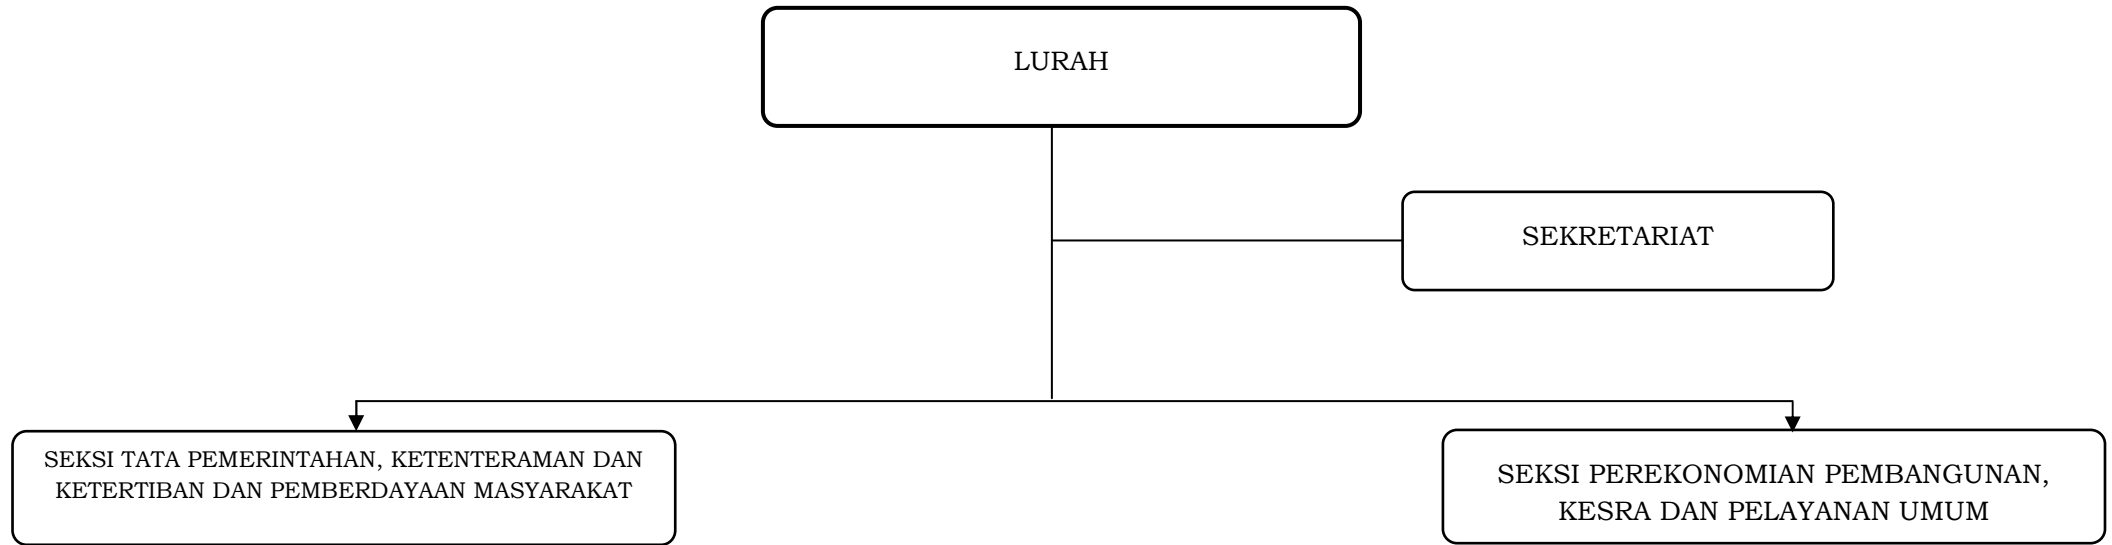 LURAH
SEKRETARIAT
SEKSI TATA PEMERINTAHAN, KETENTERAMAN DAN
KETERTIBAN DAN PEMBERDAYAAN MASYARAKAT
SEKSI PEREKONOMIAN PEMBANGUNAN,
KESRA DAN PELAYANAN UMUM